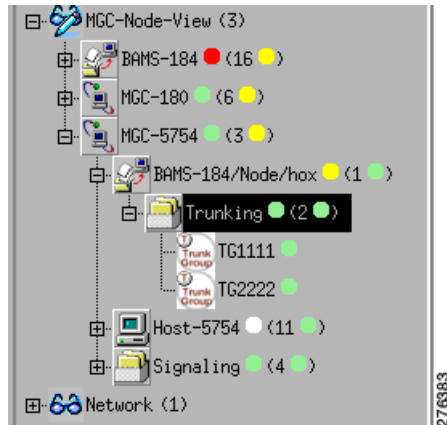 MGC-Node-View (3)
BAMS-184 (16 )
MGC-180 (6 )
MGC-5754 (3 )
BAMS-184/Node/hox (1 )
Trunking (2 )
T Trunk Group TG1111
T Trunk Group TG2222
Host-5754 (11 )
Signaling (4 )
Network (1)
276383